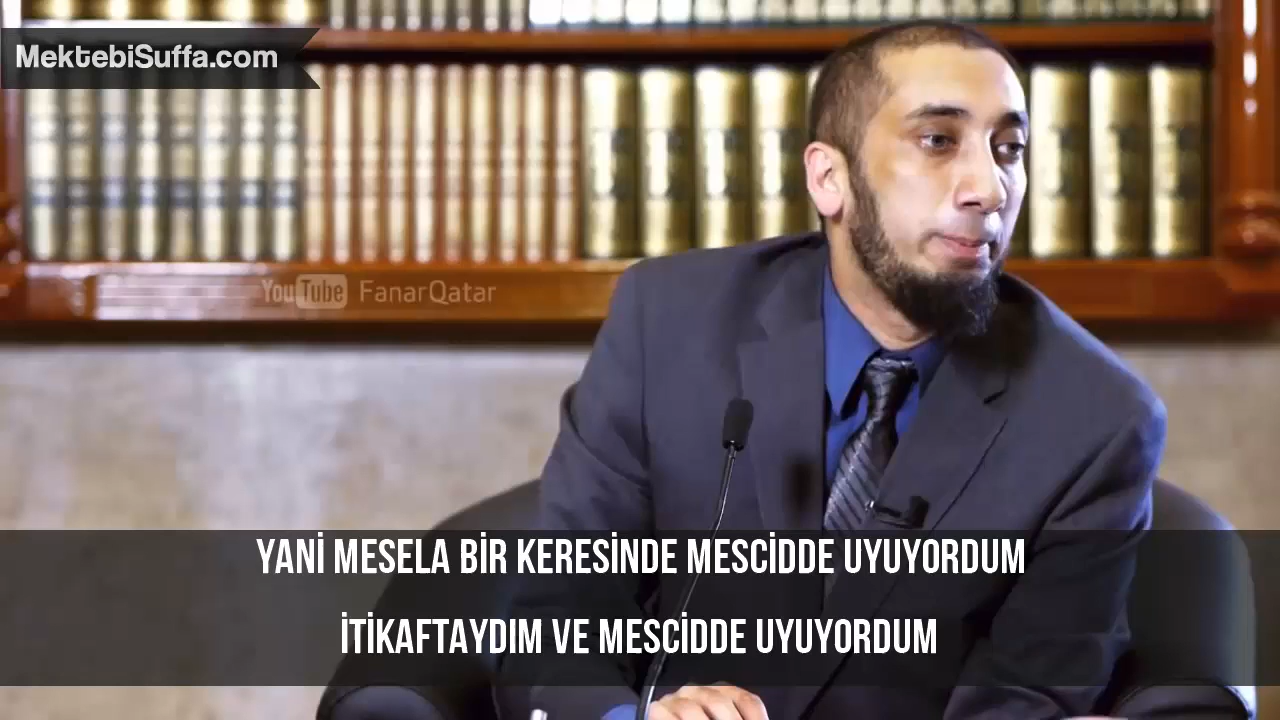 MektebiSuffa.com
YouTube FanarQatar
YANİ MESELA BİR KERESİNDE MESCİDDE UYUYORDUM
İTİKAFTAYDIM VE MESCİDDE UYUYORDUM